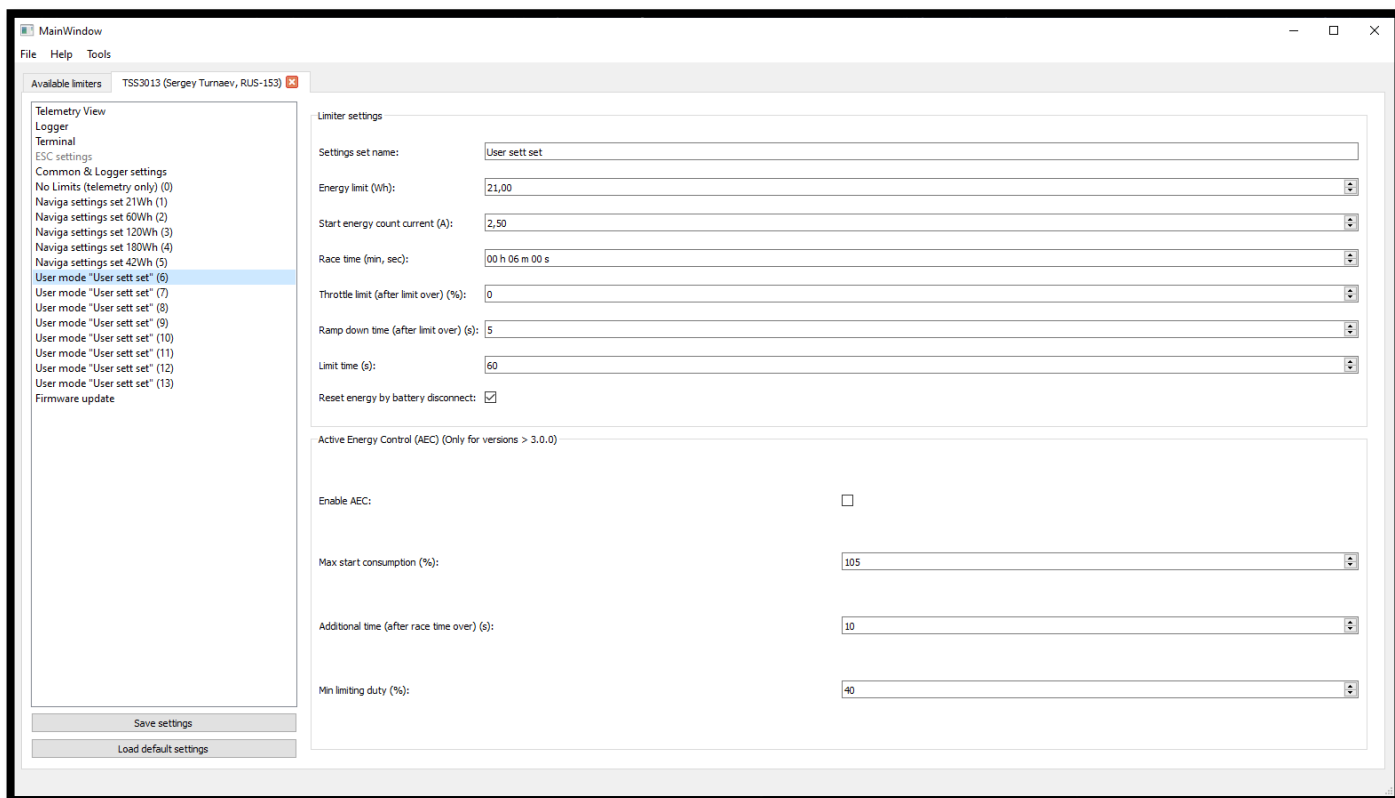 MainWindow
File Help Tools
Available limiters TSS3013 (Sergey Turnaev, RUS-153)
Telemetry View
Logger
Terminal
ESC settings
Common & Logger settings
No Limits (telemetry only) (0)
Naviga settings set 21Wh (1)
Naviga settings set 60Wh (2)
Naviga settings set 120Wh (3)
Naviga settings set 180Wh (4)
Naviga settings set 42Wh (5)
User mode "User sett set" (6)
User mode "User sett set" (7)
User mode "User sett set" (8)
User mode "User sett set" (9)
User mode "User sett set" (10)
User mode "User sett set" (11)
User mode "User sett set" (12)
User mode "User sett set" (13)
Firmware update
Save settings
Load default settings
Limiter settings
Settings set name: User sett set
Energy limit (Wh): 21,00
Start energy count current (A): 2,50
Race time (min, sec): 00 h 06 m 00 s
Throttle limit (after limit over) (%): 0
Ramp down time (after limit over) (s): 5
Limit time (s): 60
Reset energy by battery disconnect:
Active Energy Control (AEC) (Only for versions > 3.0.0)
Enable AEC:
Max start consumption (%): 105
Additional time (after race time over) (s): 10
Min limiting duty (%): 40